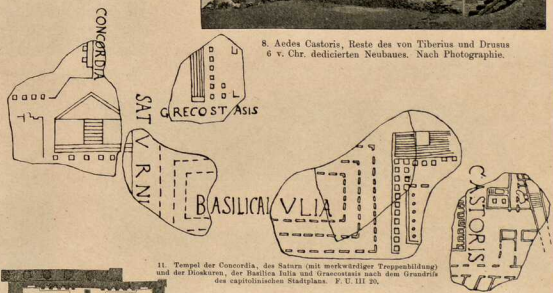 8. Aedes Castoris, Reste des von Tiberius und Drusus
6 v. Chr. dedicierten Neubaues. Nach Photographie.
CONCORDIA
SATVRNI
GRECOSTASIS
BASILICAIVLIA
CASTORIS
11. Tempel der Concordia, des Saturn (mit merkwürdiger Treppenbildung)
und der Dioskuren, der Basilica Iulia und Graecostasis nach dem Grundriſs
des capitolinischen Stadtplans. F. U. III 20.